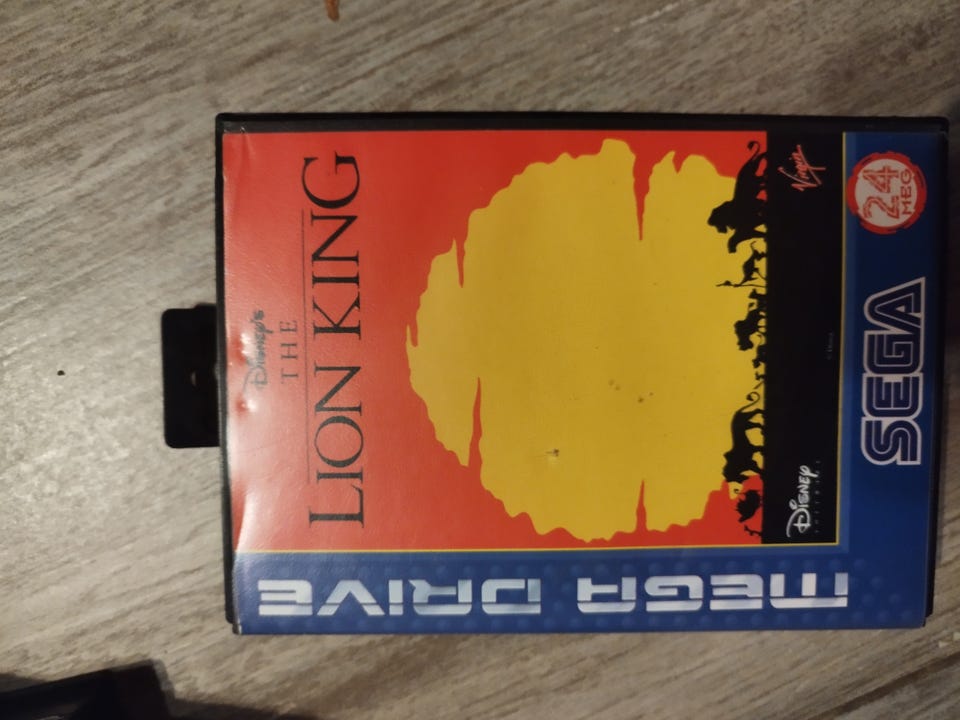 Disney's
THE
LION KING
MEGA DRIVE
Virgin
Disney
24
MEG
SEGA